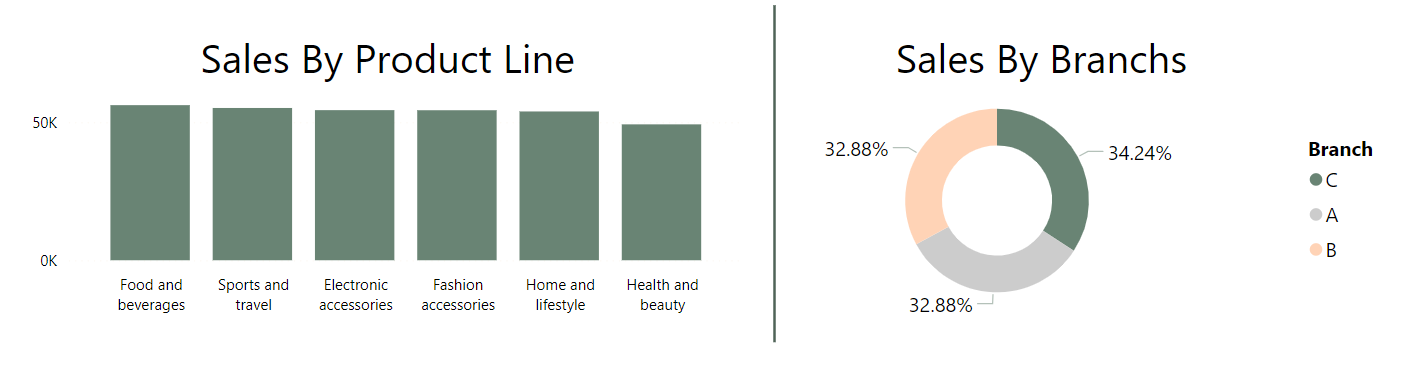 Sales By Product Line
50K
0K
Food and
beverages
Sports and
travel
Electronic
accessories
Fashion
accessories
Home and
lifestyle
Health and
beauty
Sales By Branchs
32.88%
34.24%
32.88%
Branch
C
A
B